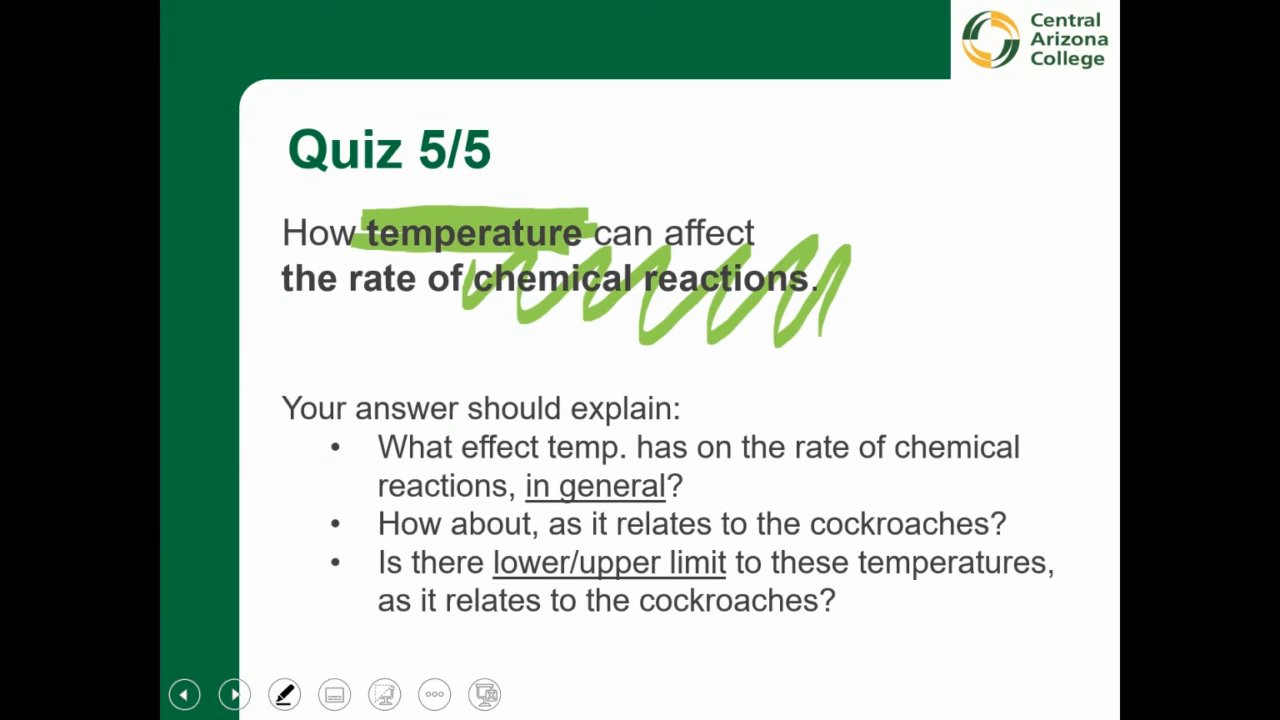 Central
Arizona
College
Quiz 5/5
How temperature can affect
the rate of chemical reactions.
Your answer should explain:
• What effect temp. has on the rate of chemical
reactions, in general?
• How about, as it relates to the cockroaches?
• Is there lower/upper limit to these temperatures,
as it relates to the cockroaches?